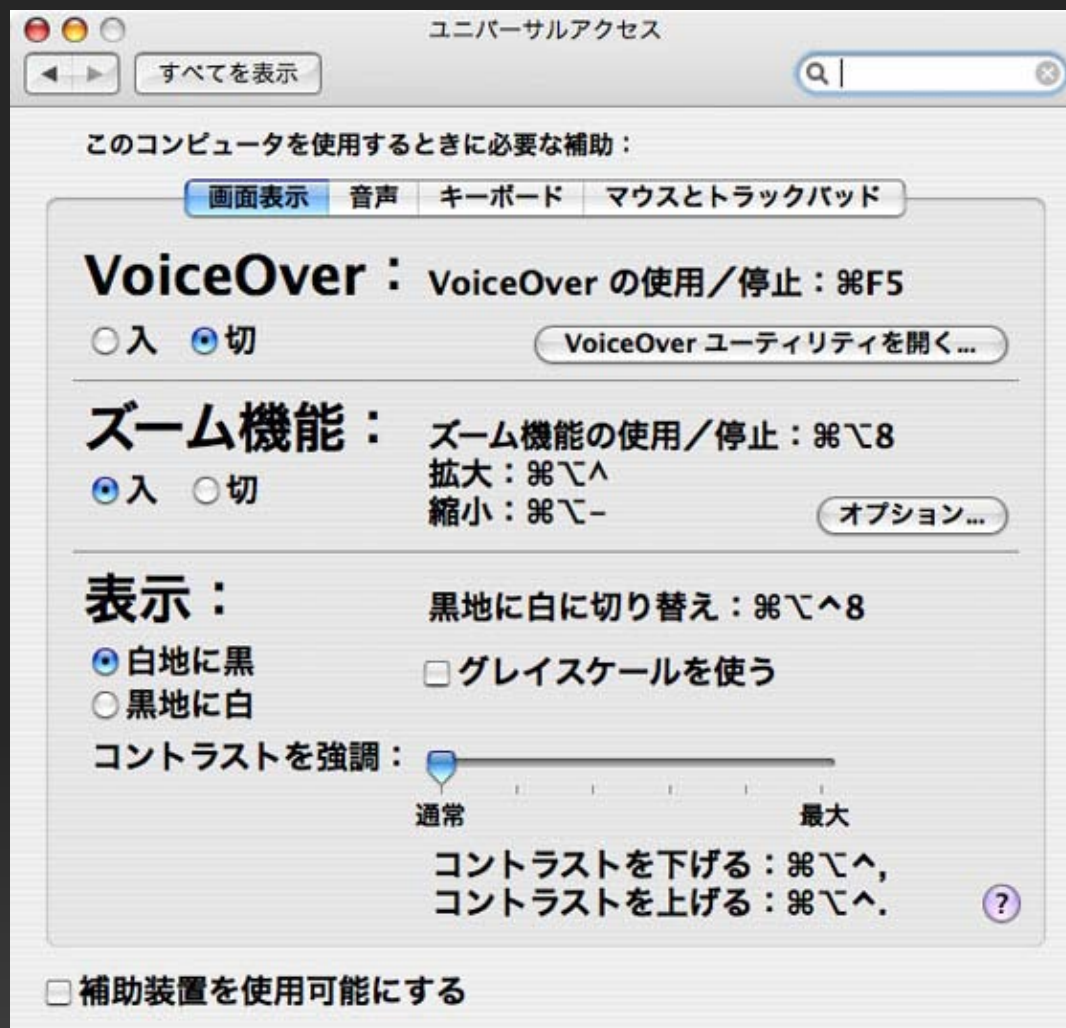 ユニバーサルアクセス
すべてを表示
このコンピュータを使用するときに必要な補助：
画面表示 音声 キーボード マウスとトラックパッド
VoiceOver： VoiceOver の使用／停止：⌘F5
入 切 VoiceOver ユーティリティを開く...
ズーム機能： ズーム機能の使用／停止：⌘⌥8
拡大：⌘⌥^
入 切
縮小：⌘⌥-
オプション...
表示： 黒地に白に切り替え：⌘⌥^8
白地に黒 グレイスケールを使う
黒地に白
コントラストを強調：
通常 最大
コントラストを下げる：⌘⌥^,
コントラストを上げる：⌘⌥^.
?
補助装置を使用可能にする